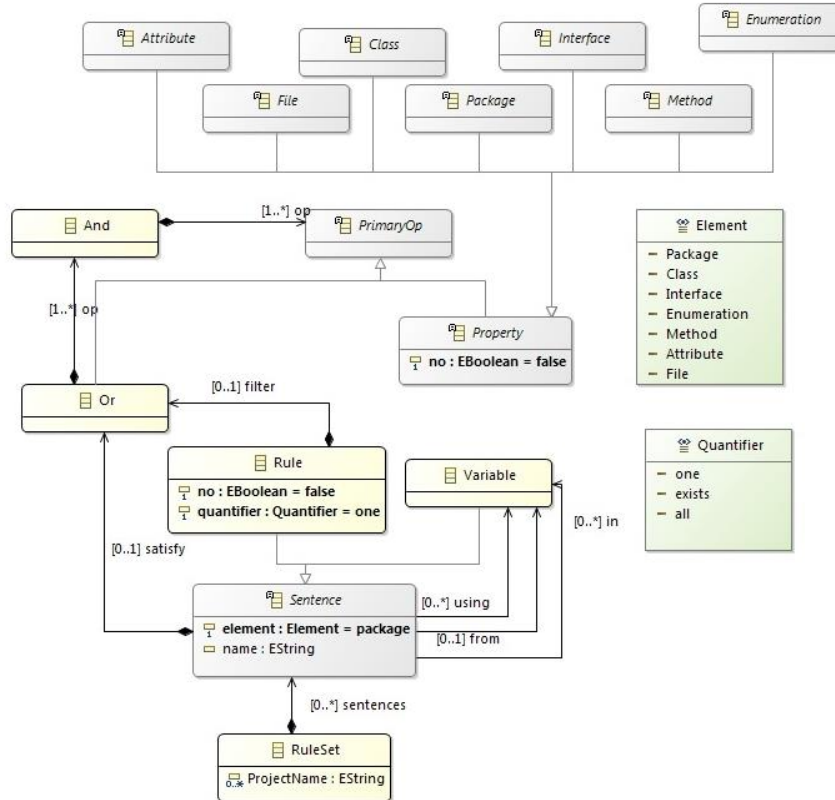 Enumeration
Attribute
Class
Interface
File
Package
Method
[1..*] op
And
PrimaryOp
Element
Package
Class
Interface
Enumeration
Method
Attribute
File
[1..*] op
Property
no : EBoolean = false
[0..1] filter
Or
Quantifier
one
exists
all
Rule
no : EBoolean = false
quantifier : Quantifier = one
Variable
[0..*] in
[0..1] satisfy
Sentence
element : Element = package
name : EString
[0..*] using
[0..1] from
[0..*] sentences
RuleSet
0..* ProjectName : EString